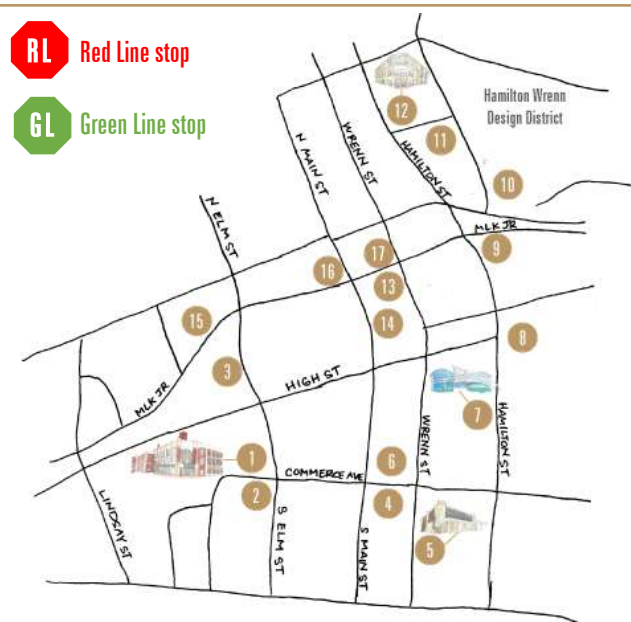 RL Red Line stop
GL Green Line stop
Hamilton Wrenn
Design District
12
11
10
N MAIN ST
WRENN ST
HAMILTON ST
N ELM ST
MLK JR
9
17
16
13
15
14
8
3
HIGH ST
MLK JR
7
1
6
WRENN ST
HAMILTON ST
COMMERCE AVE
2
4
LINDSAY ST
S ELM ST
S MAIN ST
5